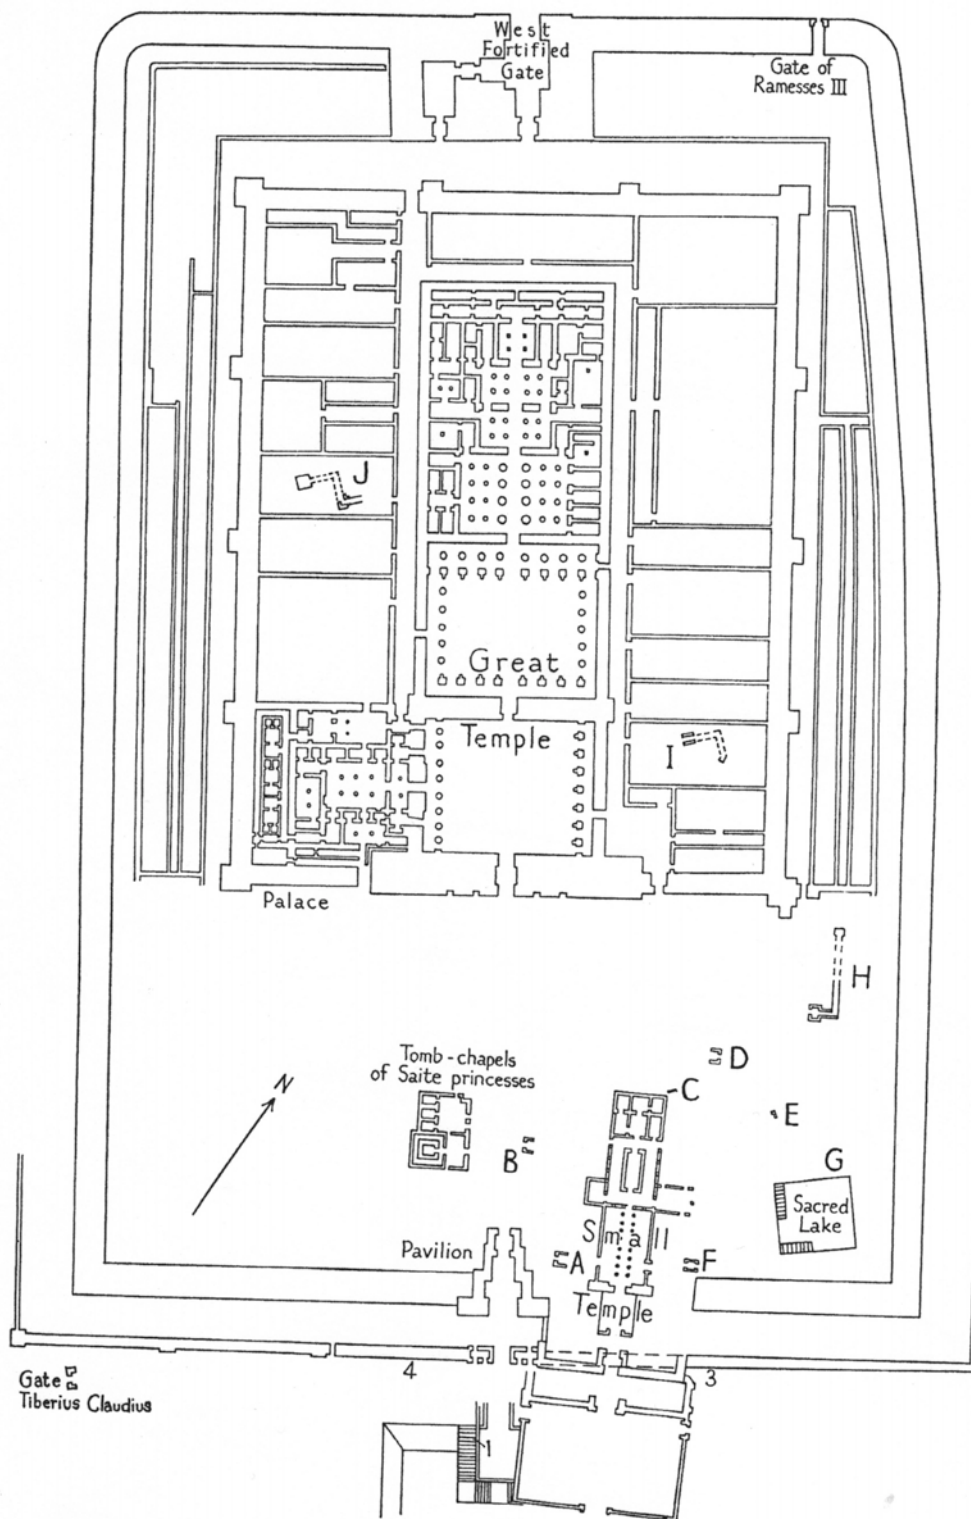 West
Fortified
Gate
Gate of
Ramesses III
J
Great
Temple
I
Palace
H
Tomb-chapels
of Saite princesses
D
C
N
E
B
G
Sacred
Lake
Small
Pavilion
A
F
Temple
4
3
Gate
Tiberius Claudius
1